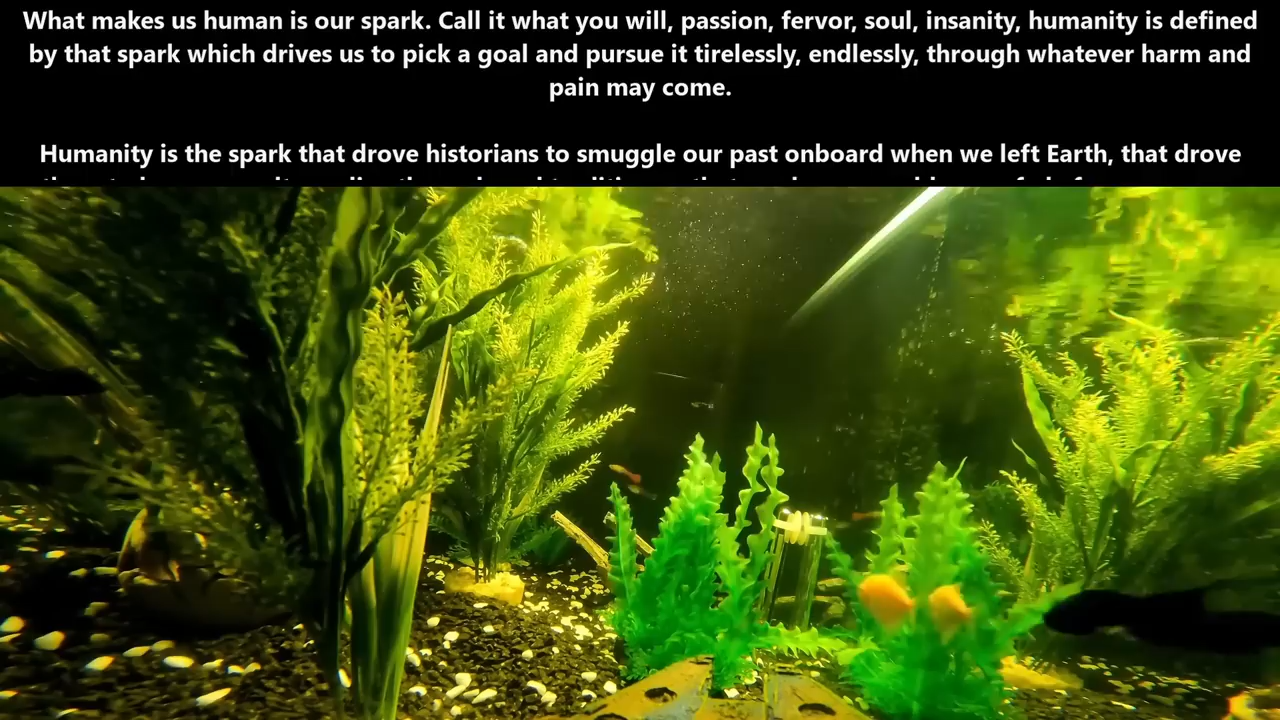 What makes us human is our spark. Call it what you will, passion, fervor, soul, insanity, humanity is defined
by that spark which drives us to pick a goal and pursue it tirelessly, endlessly, through whatever harm and
pain may come.
Humanity is the spark that drove historians to smuggle our past onboard when we left Earth, that drove